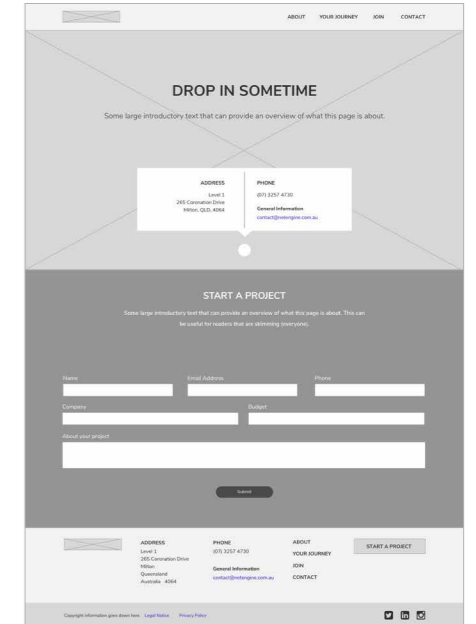 ABOUT YOUR JOURNEY JOIN CONTACT
DROP IN SOMETIME
Some large introductory text that can provide an overview of what this page is about.
ADDRESS
Level 1
265 Coronation Drive
Milton, QLD, 4064
PHONE
(07) 3257 4730
General Information
contact@netengine.com.au
START A PROJECT
Some large introductory text that can provide an overview of what this page is about. This can
be useful for readers that are skimming (everyone).
Name Email Address Phone
Company Budget
About your project
Submit
ADDRESS
Level 1
265 Coronation Drive
Milton
Queensland
Australia 4064
PHONE
(07) 3257 4730
General Information
contact@netengine.com.au
ABOUT
YOUR JOURNEY
JOIN
CONTACT
START A PROJECT
Copyright information goes down here. Legal Notice Privacy Policy